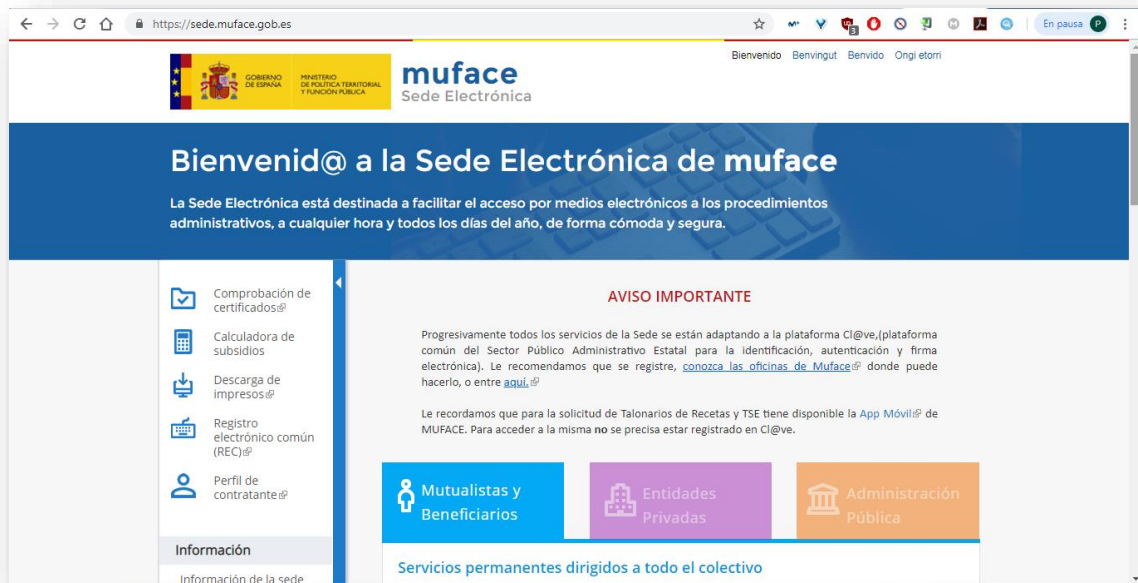 https://sede.muface.gob.es
3
En pausa P
GOBIERNO
DE ESPAÑA
MINISTERIO
DE POLÍTICA TERRITORIAL
Y FUNCIÓN PÚBLICA
muface
Sede Electrónica
Bienvenido Benvingut Benvido Ongi etorri
Bienvenid@ a la Sede Electrónica de muface
La Sede Electrónica está destinada a facilitar el acceso por medios electrónicos a los procedimientos
administrativos, a cualquier hora y todos los días del año, de forma cómoda y segura.
Comprobación de
certificados
Calculadora de
subsidios
Descarga de
impresos
Registro
electrónico común
(REC)
Perfil de
contratante
Información
Información de la sede
AVISO IMPORTANTE
Progresivamente todos los servicios de la Sede se están adaptando a la plataforma Cl@ve,(plataforma
común del Sector Público Administrativo Estatal para la identificación, autenticación y firma
electrónica). Le recomendamos que se registre, conozca las oficinas de Muface donde puede
hacerlo, o entre aquí.
Le recordamos que para la solicitud de Talonarios de Recetas y TSE tiene disponible la App Móvil de
MUFACE. Para acceder a la misma no se precisa estar registrado en Cl@ve.
Mutualistas y
Beneficiarios
Entidades
Privadas
Administración
Pública
Servicios permanentes dirigidos a todo el colectivo